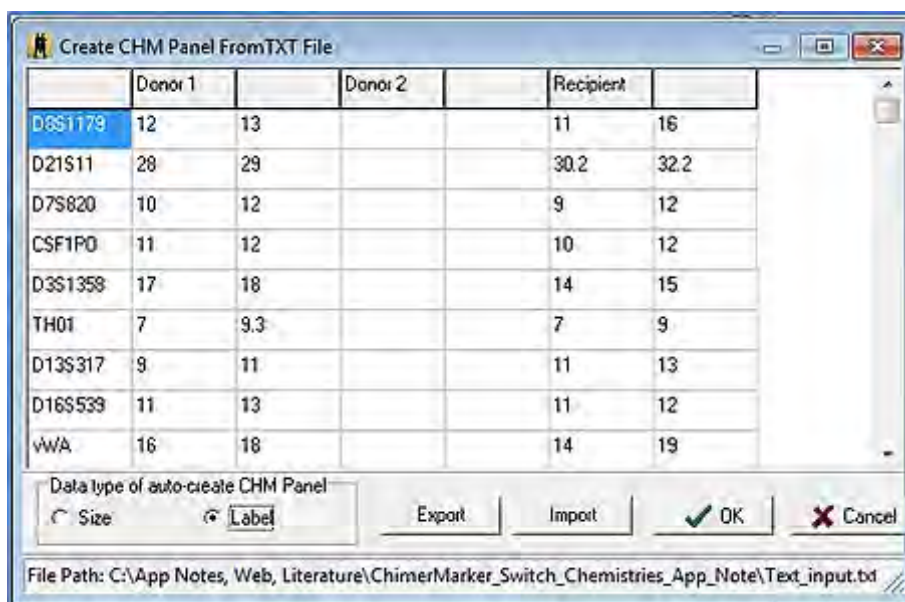 Create CHM Panel FromTXT File
Donor 1 Donor 2 Recipient
D8S1179 12 13 11 16
D21S11 28 29 30.2 32.2
D7S820 10 12 9 12
CSF1PO 11 12 10 12
D3S1358 17 18 14 15
TH01 7 9.3 7 9
D13S317 9 11 11 13
D16S539 11 13 11 12
vWA 16 18 14 19
Data type of auto-create CHM Panel
Size Label Export Import OK Cancel
File Path: C:\App Notes, Web, Literature\ChimerMarker_Switch_Chemistries_App_Note\Text_input.txt